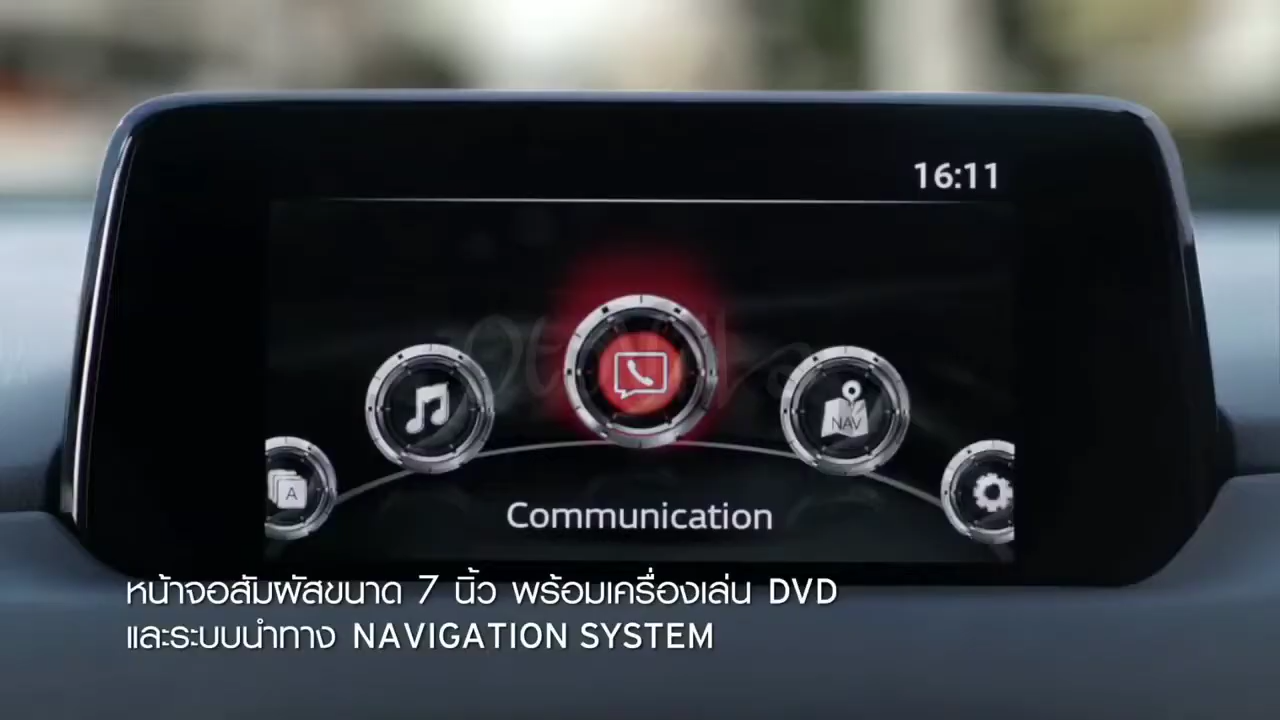 16:11
NAV
A
Communication
หน้าจอสัมผัสขนาด 7 นิ้ว พร้อมเครื่องเล่น DVD
และระบบนำทาง NAVIGATION SYSTEM